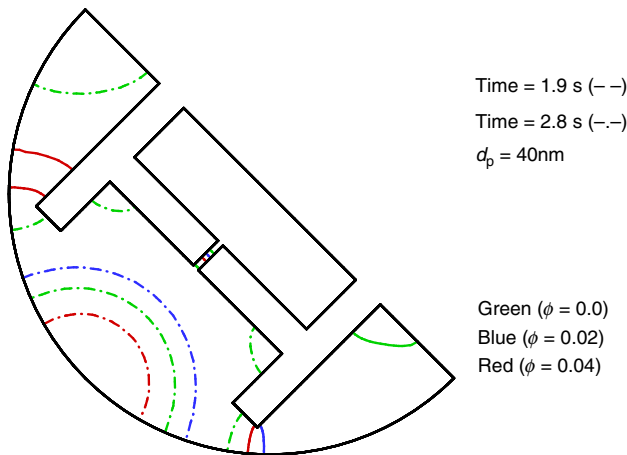 Time = 1.9 s (– –)
Time = 2.8 s (–.–)
dp = 40nm
Green (ϕ = 0.0)
Blue (ϕ = 0.02)
Red (ϕ = 0.04)